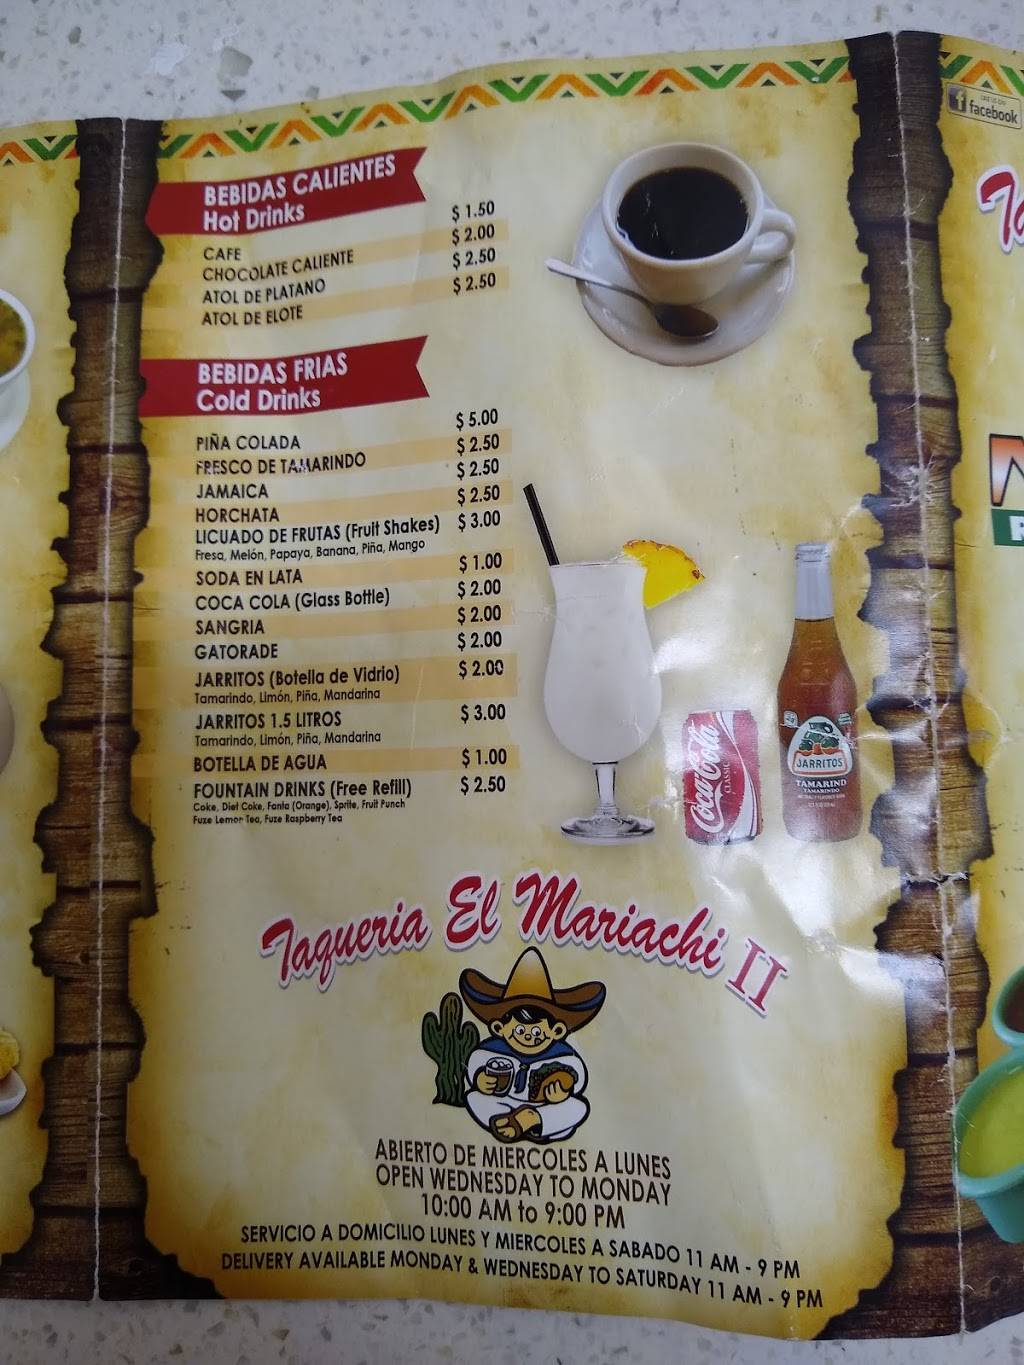 LIKE US ON
facebook
BEBIDAS CALIENTES
Hot Drinks
CAFE $ 1.50
CHOCOLATE CALIENTE $ 2.00
ATOL DE PLATANO $ 2.50
ATOL DE ELOTE $ 2.50
BEBIDAS FRIAS
Cold Drinks
PIÑA COLADA $ 5.00
FRESCO DE TAMARINDO $ 2.50
JAMAICA $ 2.50
HORCHATA $ 2.50
LICUADO DE FRUTAS (Fruit Shakes) $ 3.00
Fresa, Melón, Papaya, Banana, Piña, Mango
SODA EN LATA $ 1.00
COCA COLA (Glass Bottle) $ 2.00
SANGRIA $ 2.00
GATORADE $ 2.00
JARRITOS (Botella de Vidrio) $ 2.00
Tamarindo, Limón, Piña, Mandarina
JARRITOS 1.5 LITROS $ 3.00
Tamarindo, Limón, Piña, Mandarina
BOTELLA DE AGUA $ 1.00
FOUNTAIN DRINKS (Free Refill) $ 2.50
Coke, Diet Coke, Fanta (Orange), Sprite, Fruit Punch
Fuze Lemon Tea, Fuze Raspberry Tea
Coca-Cola
CLASSIC
JARRITOS
TAMARIND
TAMARINDO
Taqueria El Mariachi II
ABIERTO DE MIERCOLES A LUNES
OPEN WEDNESDAY TO MONDAY
10:00 AM to 9:00 PM
SERVICIO A DOMICILIO LUNES Y MIERCOLES A SABADO 11 AM - 9 PM
DELIVERY AVAILABLE MONDAY & WEDNESDAY TO SATURDAY 11 AM - 9 PM